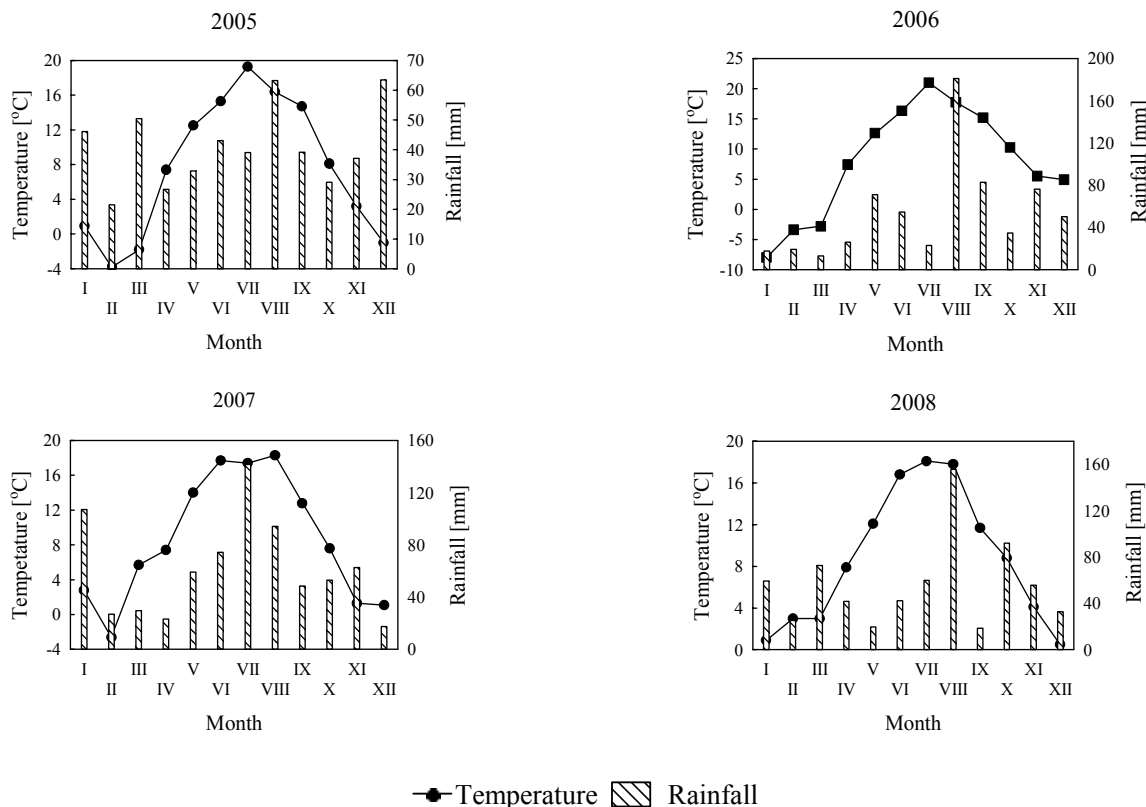 2005
Temperature [ºC]
20
16
12
8
4
0
-4
70
60
50
40
30
20
10
0
Rainfall [mm]
I
II
III
IV
V
VI
VII
VIII
IX
X
XI
XII
Month
2006
Temperature [ºC]
25
20
15
10
5
0
-5
-10
200
160
120
80
40
0
Rainfall [mm]
I
II
III
IV
V
VI
VII
VIII
IX
X
XI
XII
Month
2007
Tempetature [ºC]
20
16
12
8
4
0
-4
160
120
80
40
0
Rainfall [mm]
I
II
III
IV
V
VI
VII
VIII
IX
X
XI
XII
Month
2008
Temperature [ºC]
20
16
12
8
4
0
160
120
80
40
0
Rainfall [mm]
I
II
III
IV
V
VI
VII
VIII
IX
X
XI
XII
Month
Temperature Rainfall